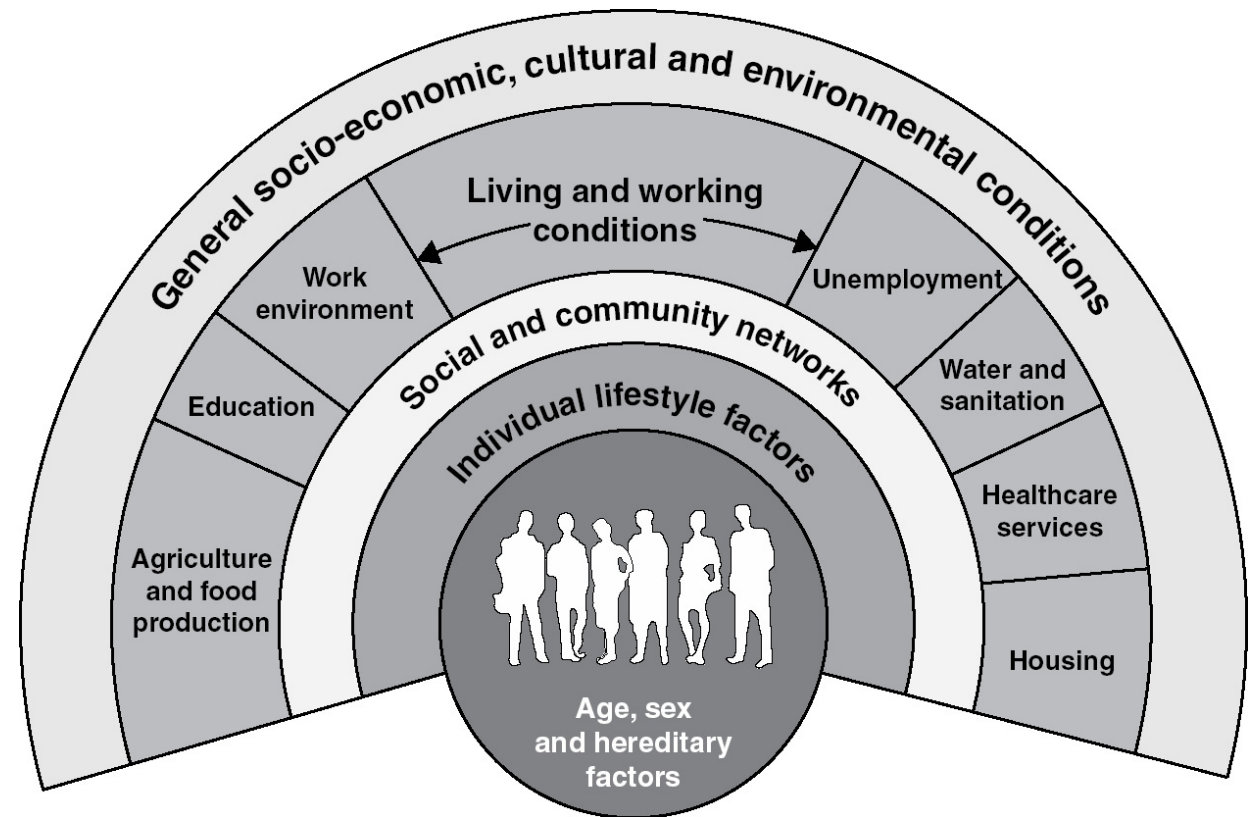 General socio-economic, cultural and environmental conditions
Living and working
conditions
Work
environment
Unemployment
Education
Water and
sanitation
Agriculture
and food
production
Healthcare
services
Housing
Social and community networks
Individual lifestyle factors
Age, sex
and hereditary
factors